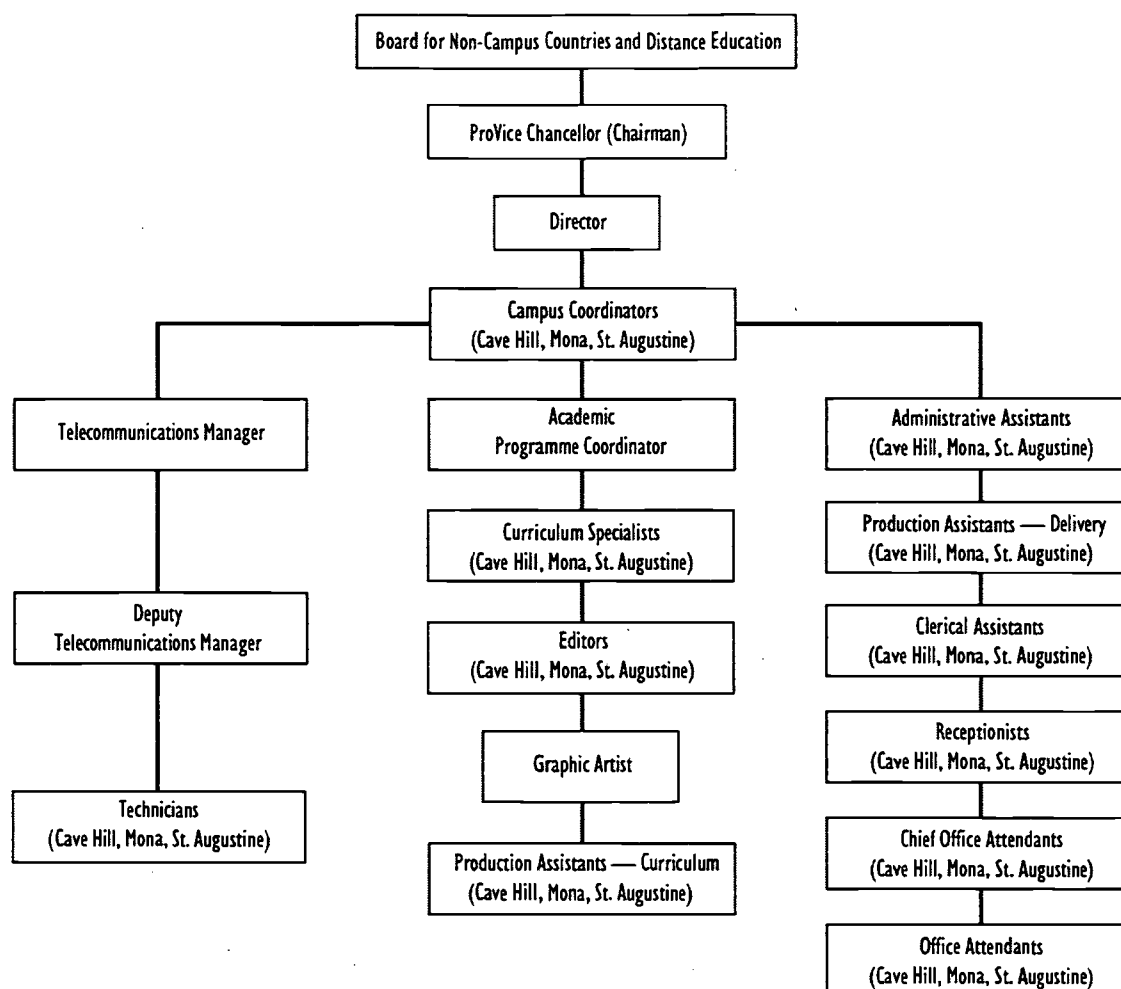 Board for Non-Campus Countries and Distance Education
ProVice Chancellor (Chairman)
Director
Campus Coordinators
(Cave Hill, Mona, St. Augustine)
Telecommunications Manager
Deputy
Telecommunications Manager
Technicians
(Cave Hill, Mona, St. Augustine)
Academic
Programme Coordinator
Curriculum Specialists
(Cave Hill, Mona, St. Augustine)
Editors
(Cave Hill, Mona, St. Augustine)
Graphic Artist
Production Assistants — Curriculum
(Cave Hill, Mona, St. Augustine)
Administrative Assistants
(Cave Hill, Mona, St. Augustine)
Production Assistants — Delivery
(Cave Hill, Mona, St. Augustine)
Clerical Assistants
(Cave Hill, Mona, St. Augustine)
Receptionists
(Cave Hill, Mona, St. Augustine)
Chief Office Attendants
(Cave Hill, Mona, St. Augustine)
Office Attendants
(Cave Hill, Mona, St. Augustine)